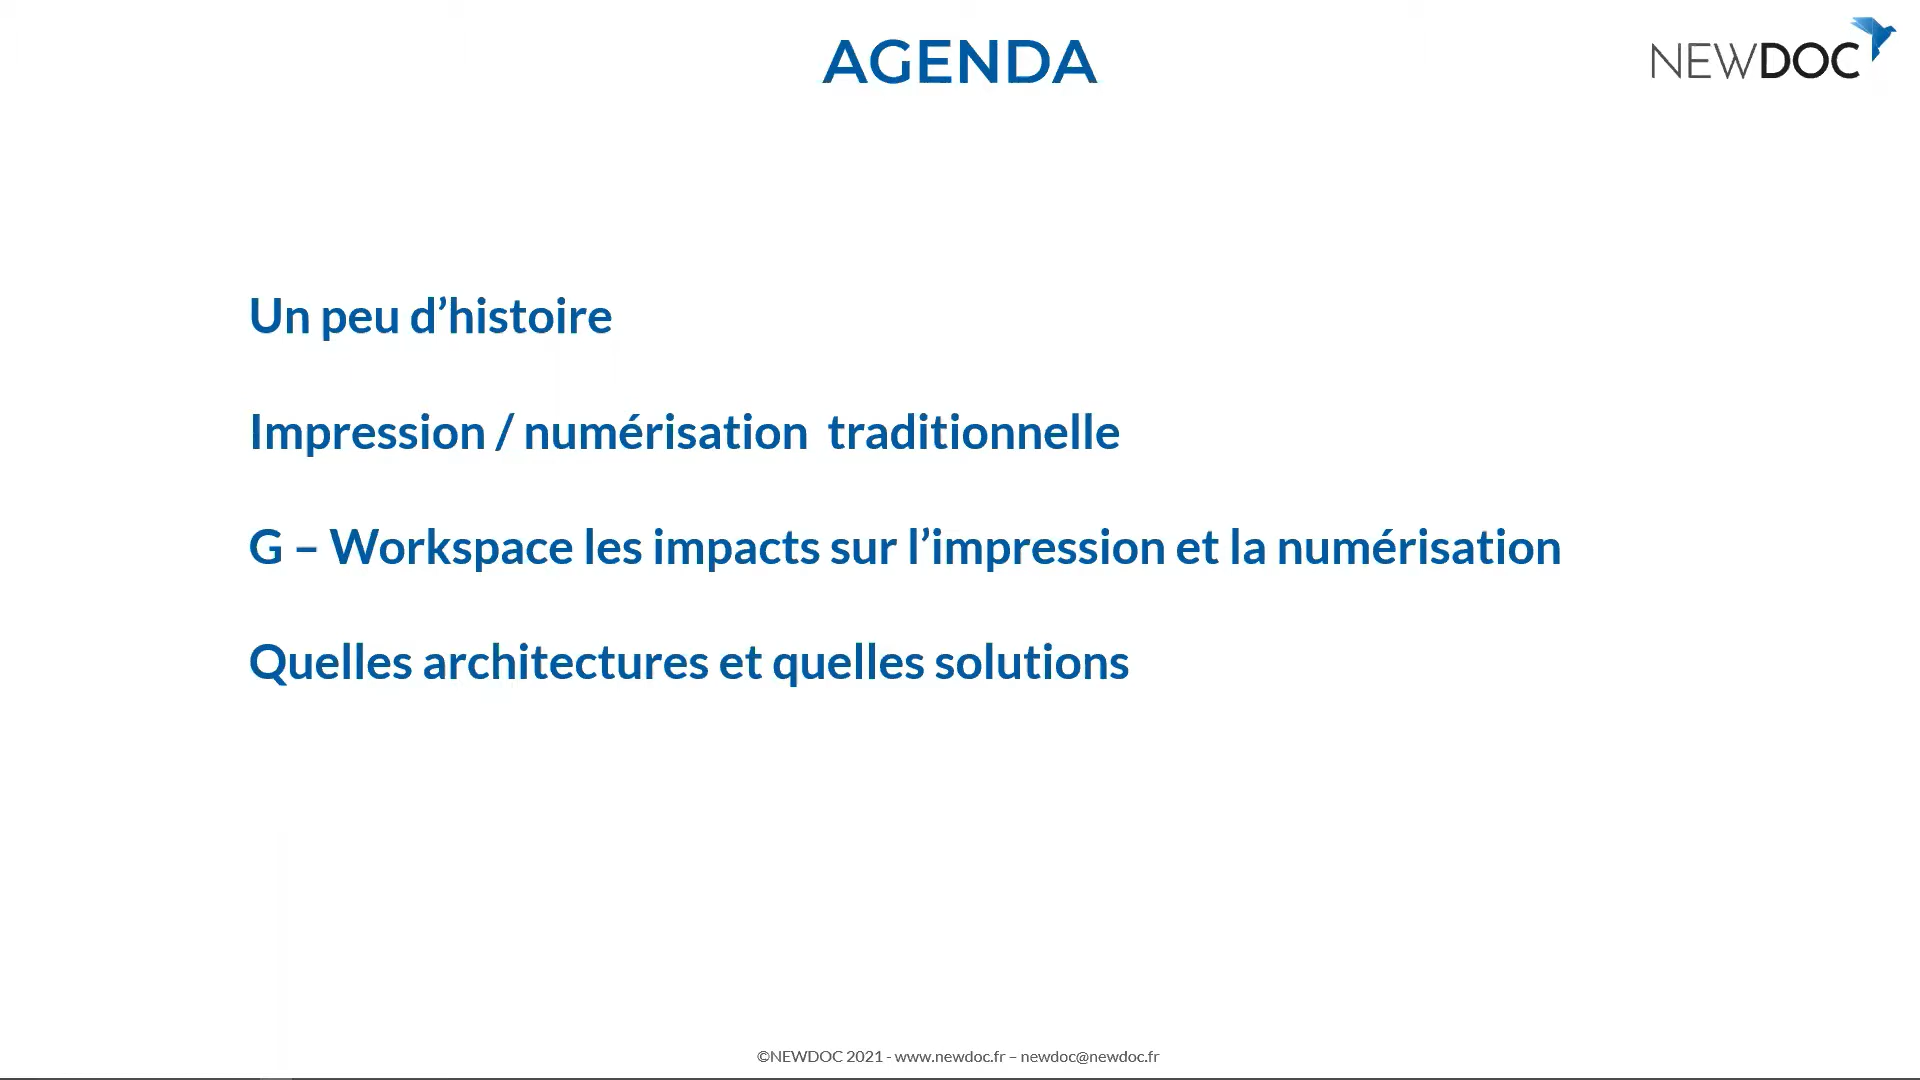 AGENDA
NEWDOC
Un peu d’histoire
Impression / numérisation  traditionnelle
G – Workspace les impacts sur l’impression et la numérisation
Quelles architectures et quelles solutions
©NEWDOC 2021 - www.newdoc.fr – newdoc@newdoc.fr